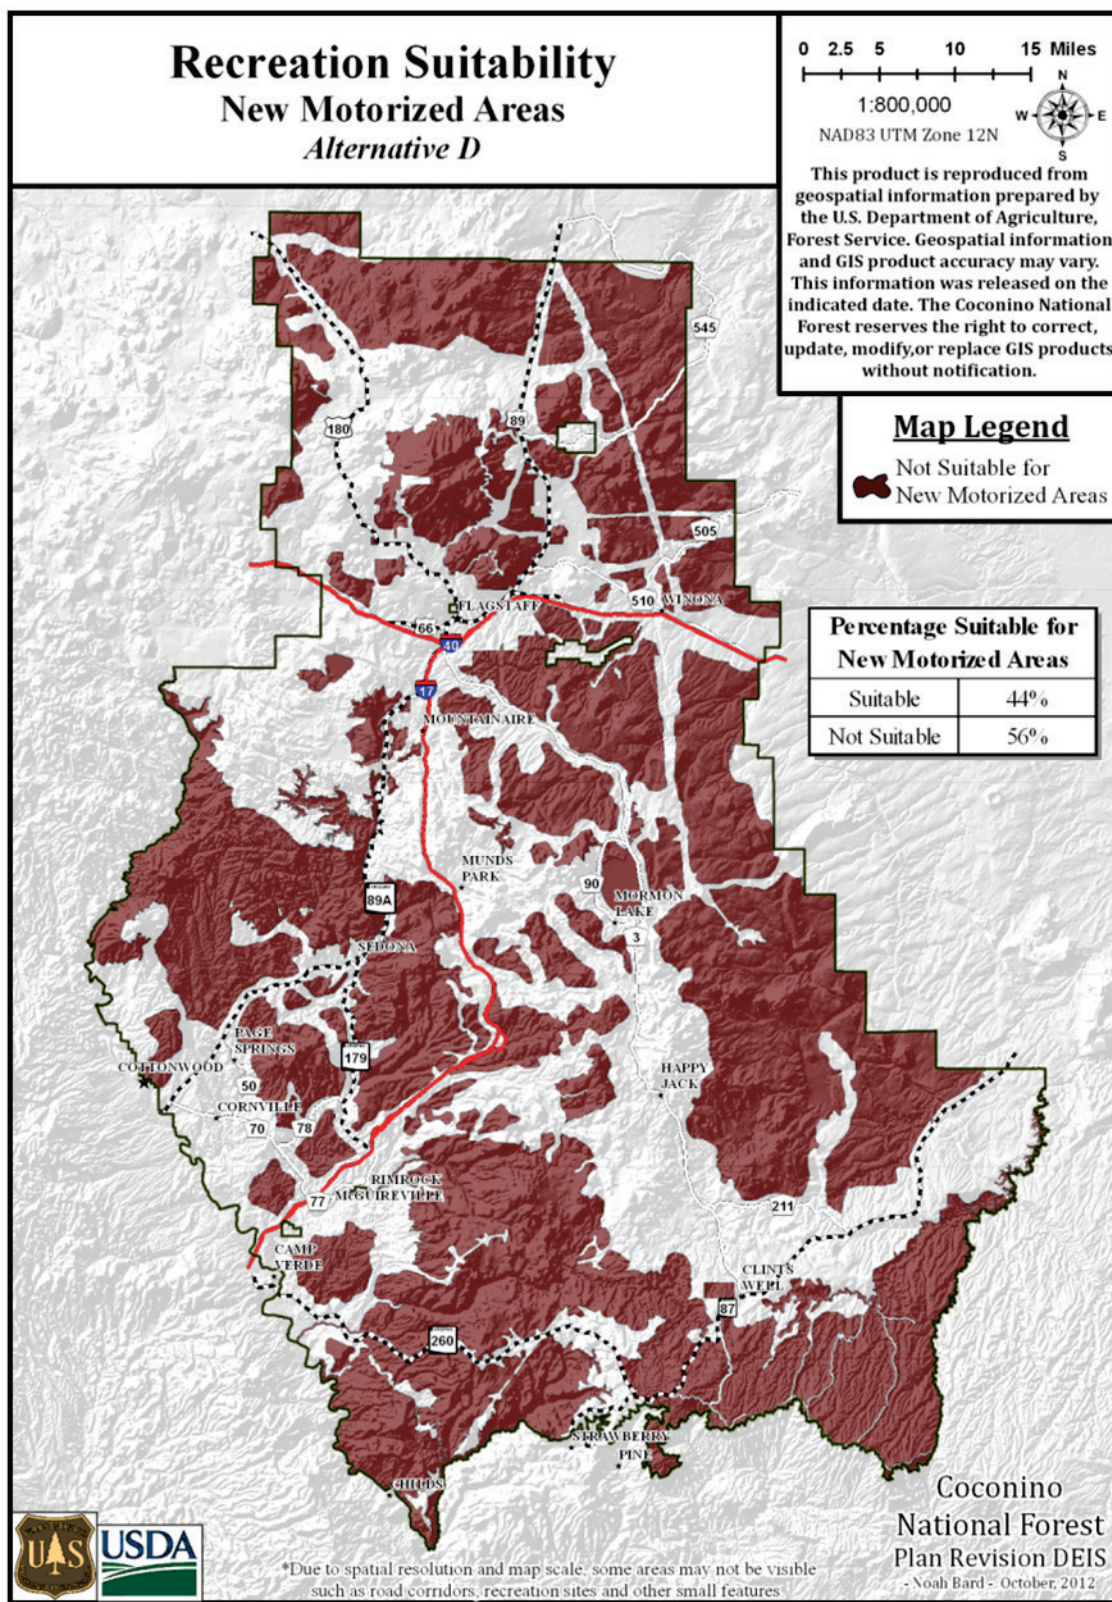 Recreation Suitability
New Motorized Areas
Alternative D
0 2.5 5 10 15 Miles
1:800,000
NAD83 UTM Zone 12N
N
W E
S
This product is reproduced from
geospatial information prepared by
the U.S. Department of Agriculture,
Forest Service. Geospatial information
and GIS product accuracy may vary.
This information was released on the
indicated date. The Coconino National
Forest reserves the right to correct,
update, modify,or replace GIS products
without notification.
Map Legend
Not Suitable for
New Motorized Areas
545
180
89
505
510
WINONA
FLAGSTAFF
66
40
17
MOUNTAINAIRE
Percentage Suitable for
New Motorized Areas
Suitable 44%
Not Suitable 56%
MUNDS
PARK
90
MORMON
LAKE
89A
3
SEDONA
PAGE
SPRINGS
179
COTTONWOOD
HAPPY
JACK
50
CORNVILLE
70
78
RIMROCK
McGUIREVILLE
77
211
CAMP
VERDE
CLINTS
WELL
87
260
STRAWBERRY
PINE
CHILDS
Coconino
National Forest
Plan Revision DEIS
- Noah Bard - October, 2012
US
USDA
*Due to spatial resolution and map scale, some areas may not be visible
such as road corridors, recreation sites and other small features